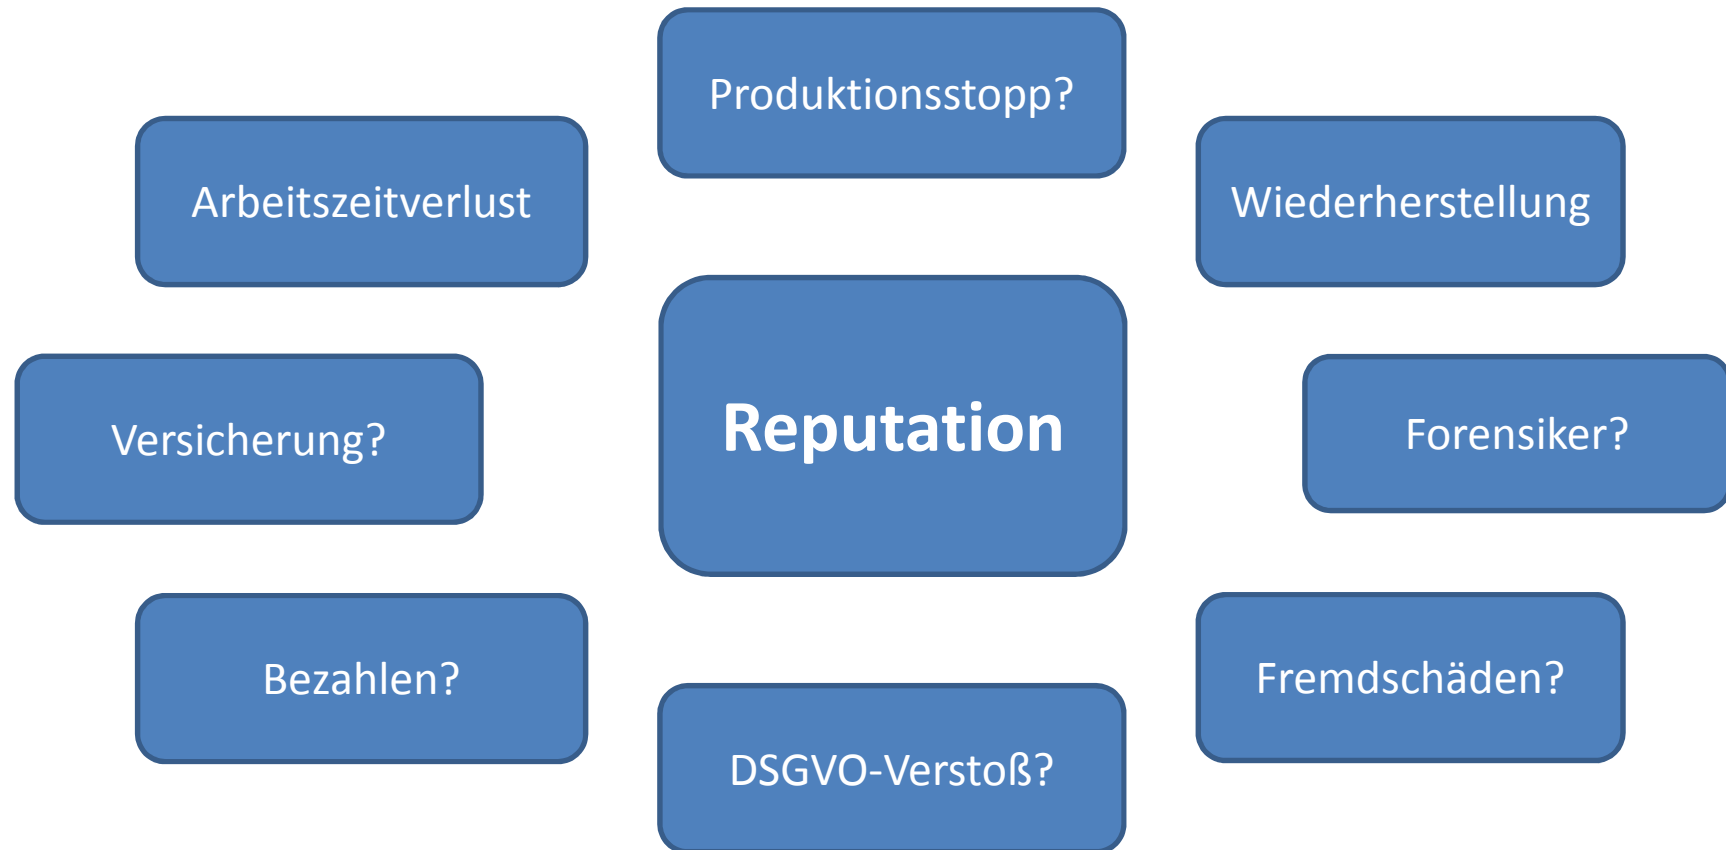 Produktionsstopp?
Arbeitszeitverlust
Wiederherstellung
Versicherung?
Reputation
Forensiker?
Bezahlen?
Fremdschäden?
DSGVO-Verstoß?